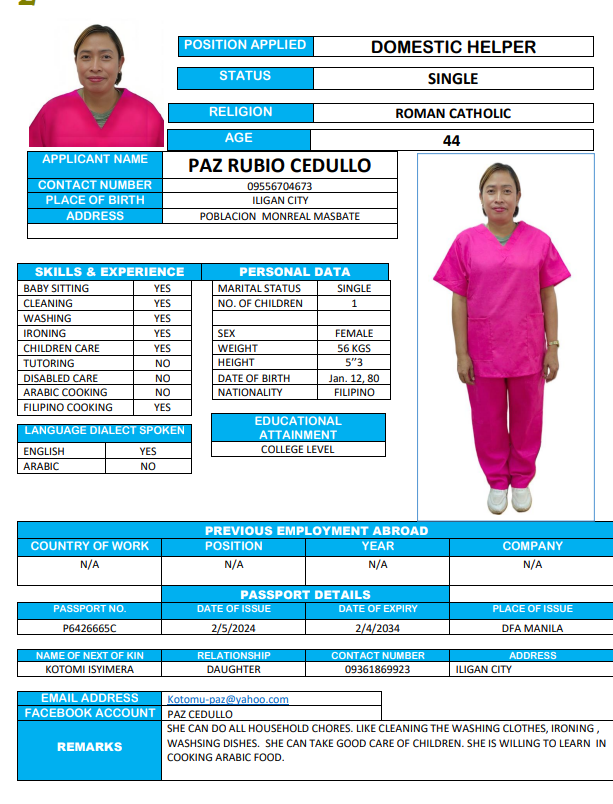 POSITION APPLIED DOMESTIC HELPER
STATUS SINGLE
RELIGION ROMAN CATHOLIC
AGE 44
APPLICANT NAME PAZ RUBIO CEDULLO
CONTACT NUMBER 09556704673
PLACE OF BIRTH ILIGAN CITY
ADDRESS POBLACION MONREAL MASBATE
SKILLS & EXPERIENCE PERSONAL DATA
BABY SITTING YES MARITAL STATUS SINGLE
CLEANING YES NO. OF CHILDREN 1
WASHING YES
IRONING YES SEX FEMALE
CHILDREN CARE YES WEIGHT 56 KGS
TUTORING NO HEIGHT 5"3
DISABLED CARE NO DATE OF BIRTH Jan. 12, 80
ARABIC COOKING NO NATIONALITY FILIPINO
FILIPINO COOKING YES
LANGUAGE DIALECT SPOKEN
ENGLISH YES
ARABIC NO
EDUCATIONAL
ATTAINMENT
COLLEGE LEVEL
PREVIOUS EMPLOYMENT ABROAD
COUNTRY OF WORK POSITION YEAR COMPANY
N/A N/A N/A N/A
PASSPORT DETAILS
PASSPORT NO. DATE OF ISSUE DATE OF EXPIRY PLACE OF ISSUE
P6426665C 2/5/2024 2/4/2034 DFA MANILA
NAME OF NEXT OF KIN RELATIONSHIP CONTACT NUMBER ADDRESS
KOTOMI ISYIMERA DAUGHTER 09361869923 ILIGAN CITY
EMAIL ADDRESS Kotomu-paz@yahoo.com
FACEBOOK ACCOUNT PAZ CEDULLO
REMARKS
SHE CAN DO ALL HOUSEHOLD CHORES. LIKE CLEANING THE WASHING CLOTHES, IRONING ,
WASHSING DISHES. SHE CAN TAKE GOOD CARE OF CHILDREN. SHE IS WILLING TO LEARN IN
COOKING ARABIC FOOD.